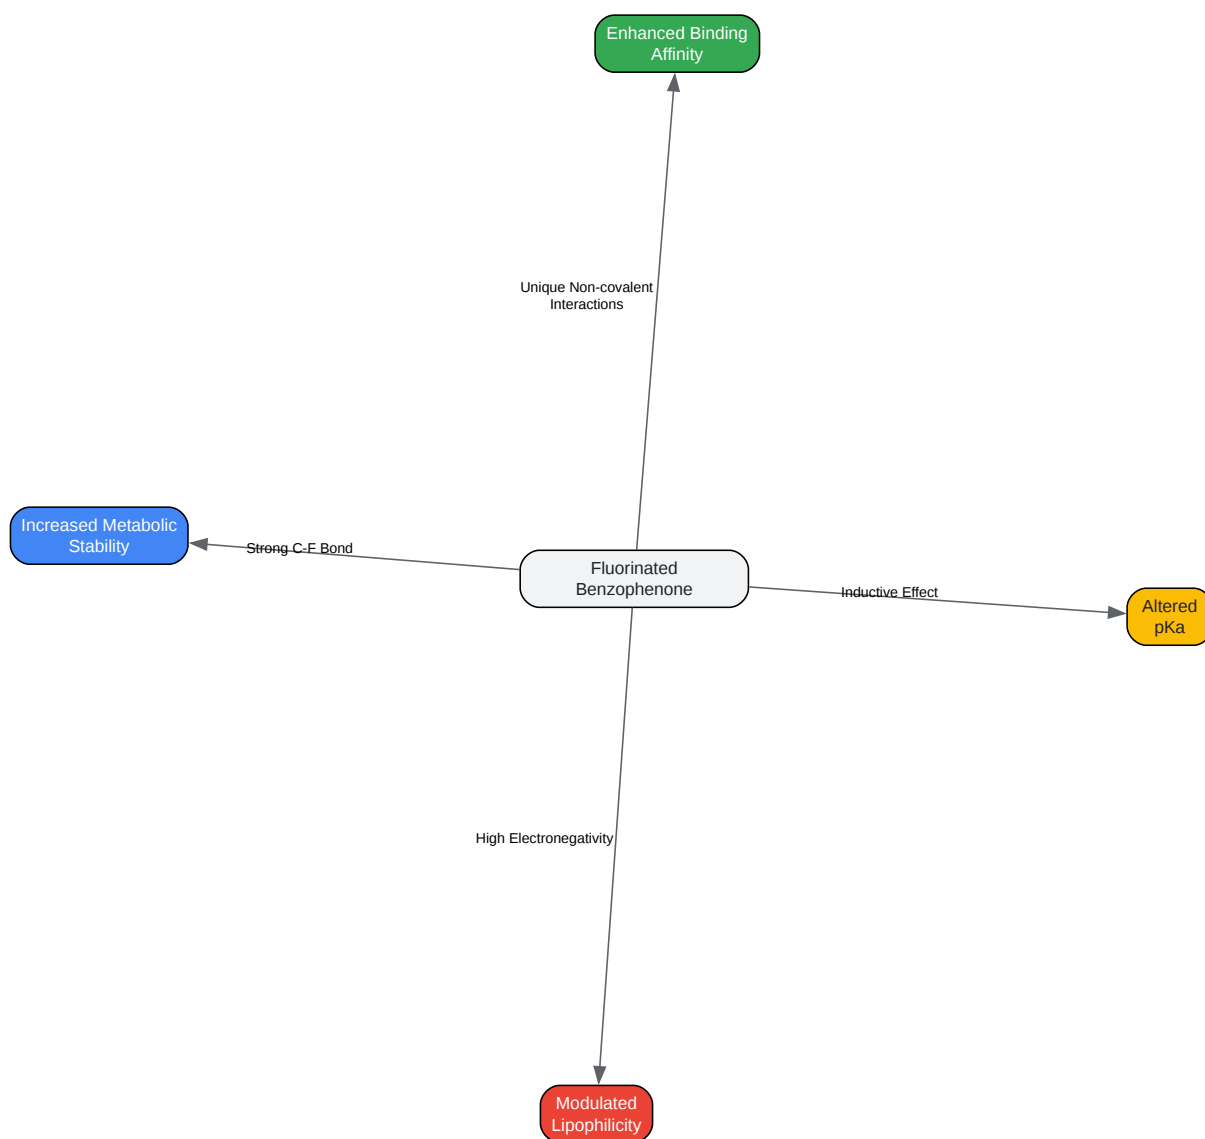 Enhanced Binding
Affinity
Unique Non-covalent
Interactions
Increased Metabolic
Stability
Strong C-F Bond
Fluorinated
Benzophenone
Inductive Effect
Altered
pKa
High Electronegativity
Modulated
Lipophilicity